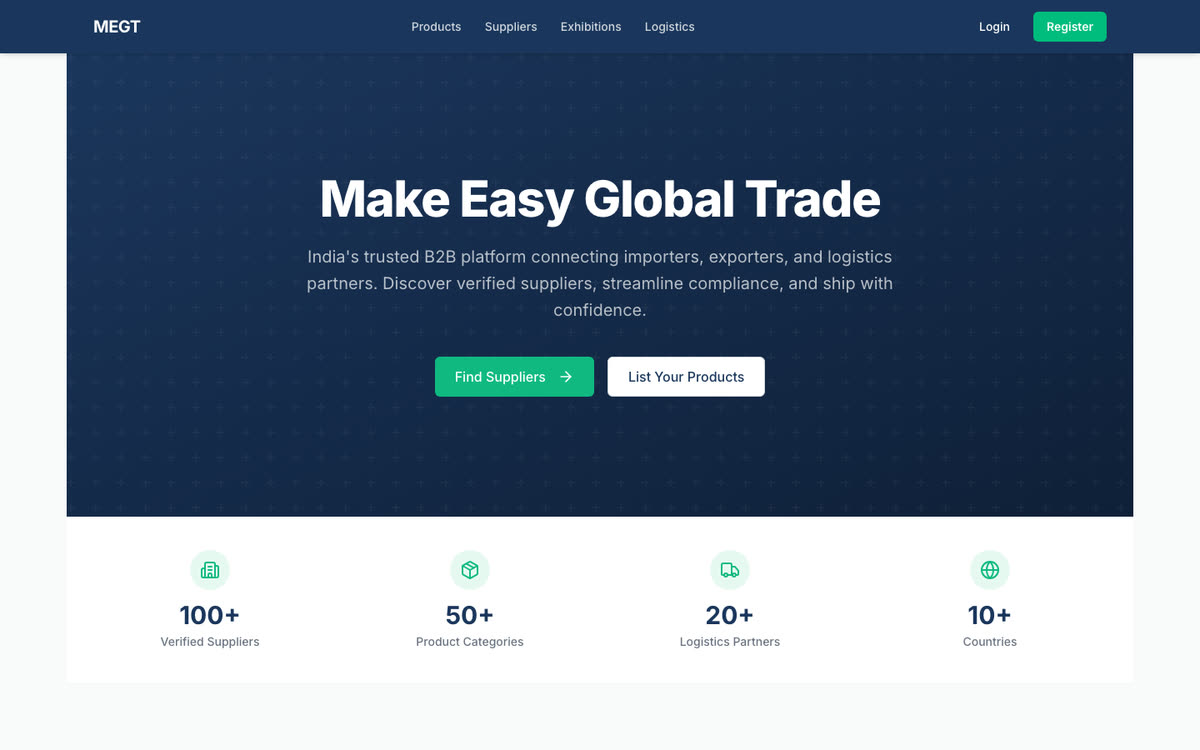 MEGT
Products
Suppliers
Exhibitions
Logistics
Login
Register
Make Easy Global Trade
India's trusted B2B platform connecting importers, exporters, and logistics
partners. Discover verified suppliers, streamline compliance, and ship with
confidence.
Find Suppliers
List Your Products
100+
Verified Suppliers
50+
Product Categories
20+
Logistics Partners
10+
Countries